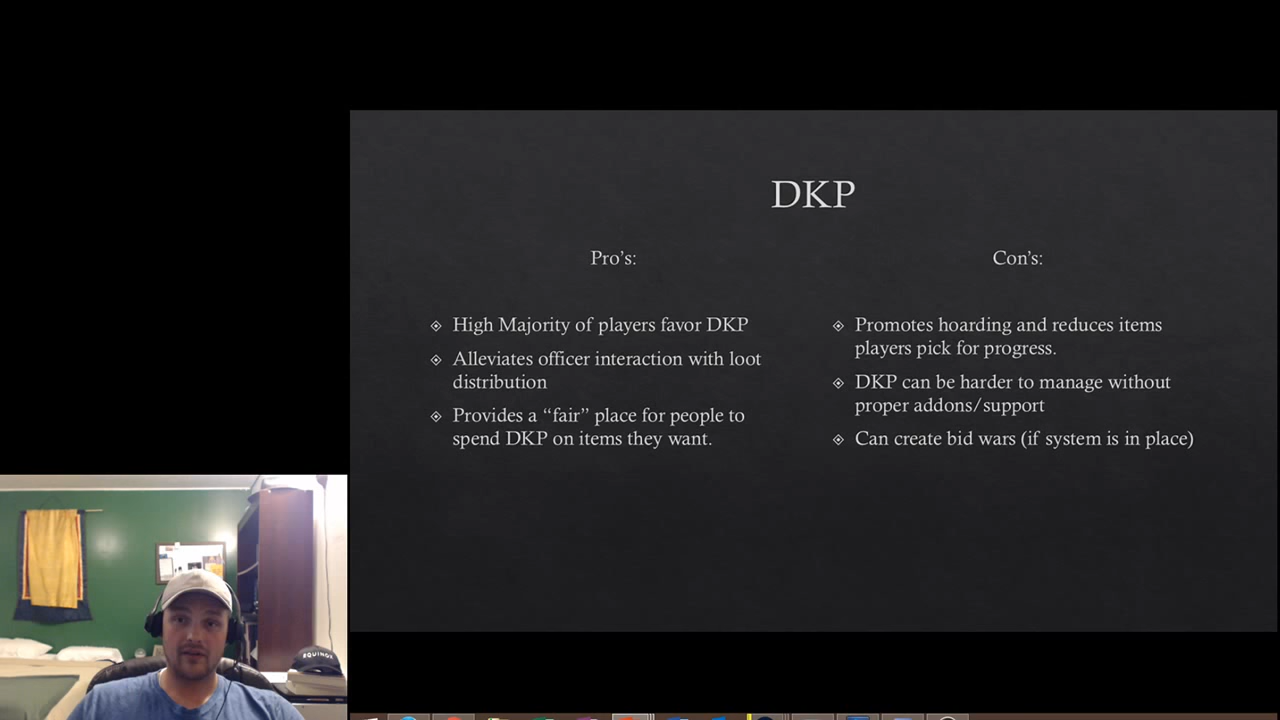 DKP
Pro's:
High Majority of players favor DKP
Alleviates officer interaction with loot
distribution
Provides a “fair” place for people to
spend DKP on items they want.
Con's:
Promotes hoarding and reduces items
players pick for progress.
DKP can be harder to manage without
proper addons/support
Can create bid wars (if system is in place)
EQUINOX